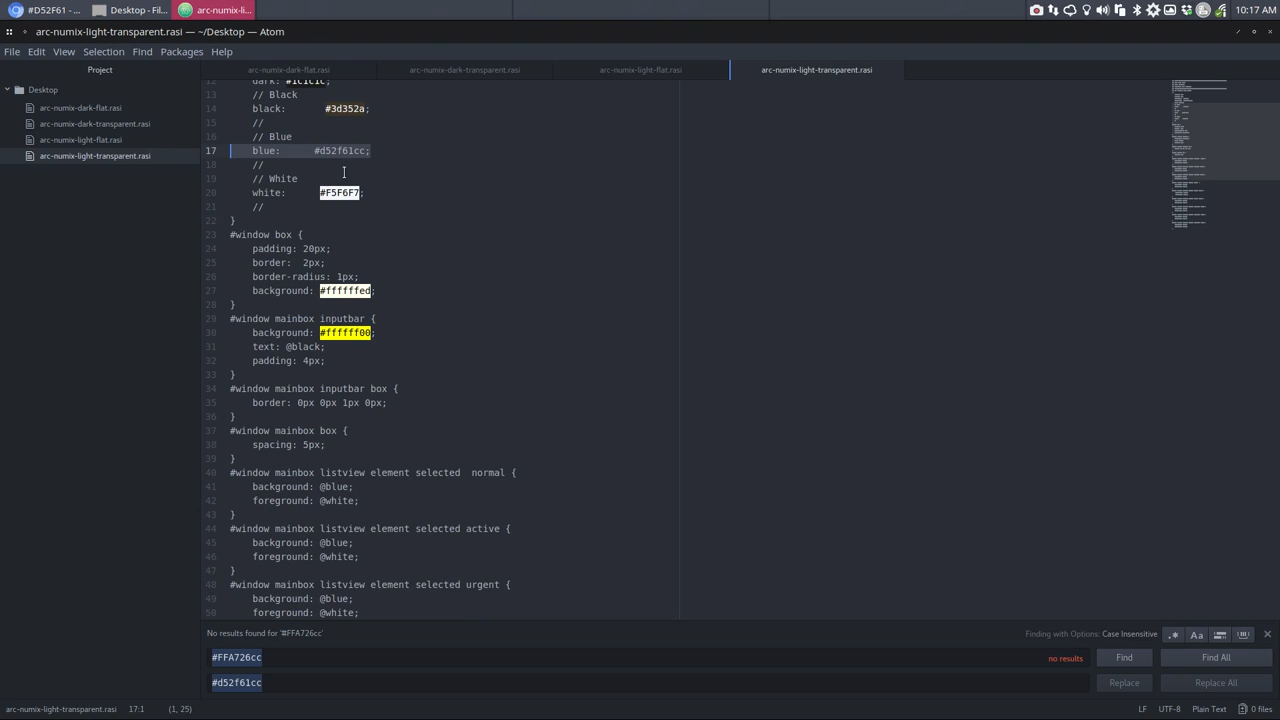 #D52F61 -...
Desktop - Fil...
arc-numix-li...
10:17 AM
arc-numix-light-transparent.rasi — ~/Desktop — Atom
File Edit View Selection Find Packages Help
Project
arc-numix-dark-flat.rasi
arc-numix-dark-transparent.rasi
arc-numix-light-flat.rasi
arc-numix-light-transparent.rasi
Desktop
arc-numix-dark-flat.rasi
arc-numix-dark-transparent.rasi
arc-numix-light-flat.rasi
arc-numix-light-transparent.rasi
12 dark: #1c1c1c;
13 // Black
14 black: #3d352a;
15 //
16 // Blue
17 blue: #d52f61cc;
18 //
19 // White
20 white: #F5F6F7;
21 //
22 }
23 #window box {
24 padding: 20px;
25 border: 2px;
26 border-radius: 1px;
27 background: #ffffffed;
28 }
29 #window mainbox inputbar {
30 background: #ffffff00;
31 text: @black;
32 padding: 4px;
33 }
34 #window mainbox inputbar box {
35 border: 0px 0px 1px 0px;
36 }
37 #window mainbox box {
38 spacing: 5px;
39 }
40 #window mainbox listview element selected  normal {
41 background: @blue;
42 foreground: @white;
43 }
44 #window mainbox listview element selected active {
45 background: @blue;
46 foreground: @white;
47 }
48 #window mainbox listview element selected urgent {
49 background: @blue;
50 foreground: @white;
No results found for '#FFA726cc'
Finding with Options: Case Insensitive
.* Aa
#FFA726cc
no results
Find
Find All
#d52f61cc
Replace
Replace All
arc-numix-light-transparent.rasi 17:1 (1, 25)
LF UTF-8 Plain Text 0 files